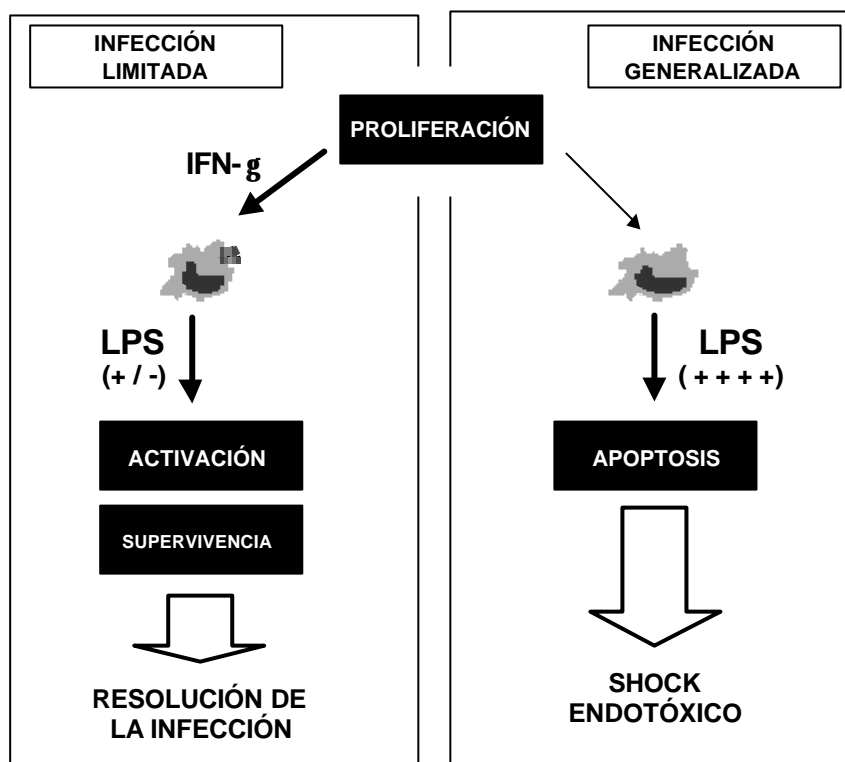 INFECCIÓN
LIMITADA
INFECCIÓN
GENERALIZADA
PROLIFERACIÓN
IFN- g
LPS
(+ / -)
LPS
( + + + +)
ACTIVACIÓN
APOPTOSIS
SUPERVIVENCIA
RESOLUCIÓN DE
LA INFECCIÓN
SHOCK
ENDOTÓXICO